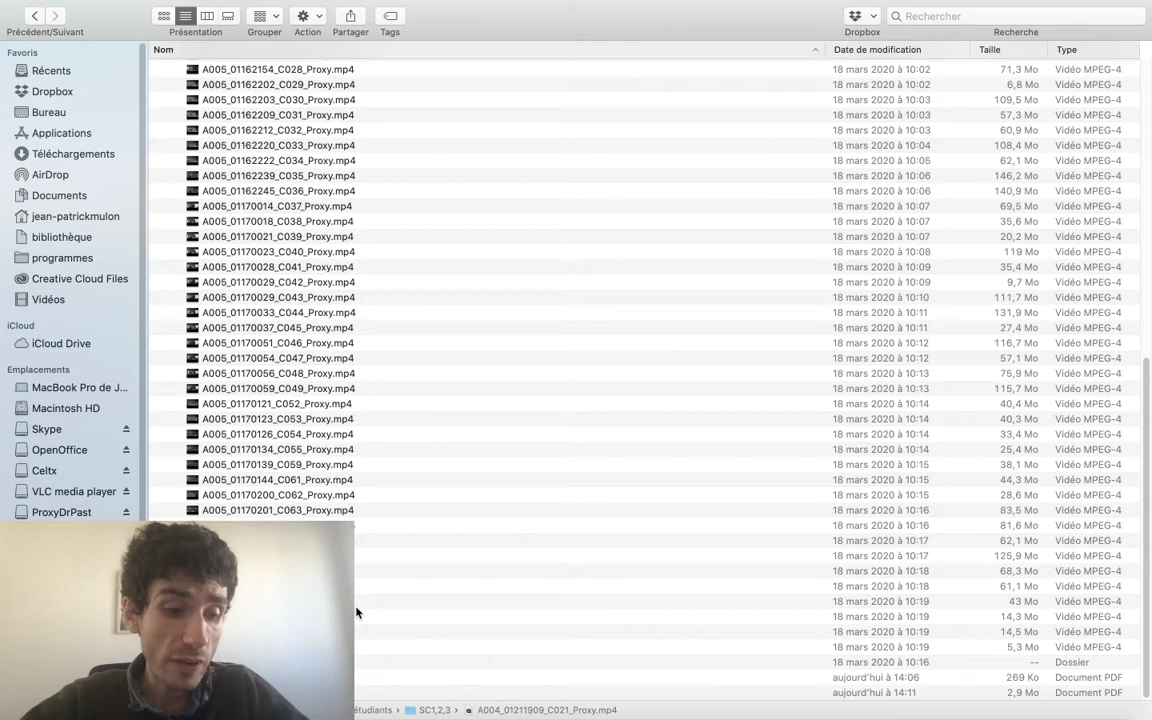 Précédent/Suivant Présentation Grouper Action Partager Tags Dropbox Rechercher Recherche
Favoris Nom Date de modification Taille Type
Récents
Dropbox
Bureau
Applications
Téléchargements
AirDrop
Documents
jean-patrickmulon
bibliothèque
programmes
Creative Cloud Files
Vidéos
iCloud
iCloud Drive
Emplacements
MacBook Pro de J...
Macintosh HD
Skype
OpenOffice
Celtx
VLC media player
ProxyDrPast
A005_01162154_C028_Proxy.mp4 18 mars 2020 à 10:02 71,3 Mo Vidéo MPEG-4
A005_01162202_C029_Proxy.mp4 18 mars 2020 à 10:02 6,8 Mo Vidéo MPEG-4
A005_01162203_C030_Proxy.mp4 18 mars 2020 à 10:03 109,5 Mo Vidéo MPEG-4
A005_01162209_C031_Proxy.mp4 18 mars 2020 à 10:03 57,3 Mo Vidéo MPEG-4
A005_01162212_C032_Proxy.mp4 18 mars 2020 à 10:03 60,9 Mo Vidéo MPEG-4
A005_01162220_C033_Proxy.mp4 18 mars 2020 à 10:04 108,4 Mo Vidéo MPEG-4
A005_01162222_C034_Proxy.mp4 18 mars 2020 à 10:05 62,1 Mo Vidéo MPEG-4
A005_01162239_C035_Proxy.mp4 18 mars 2020 à 10:06 146,2 Mo Vidéo MPEG-4
A005_01162245_C036_Proxy.mp4 18 mars 2020 à 10:06 140,9 Mo Vidéo MPEG-4
A005_01170014_C037_Proxy.mp4 18 mars 2020 à 10:07 69,5 Mo Vidéo MPEG-4
A005_01170018_C038_Proxy.mp4 18 mars 2020 à 10:07 35,6 Mo Vidéo MPEG-4
A005_01170021_C039_Proxy.mp4 18 mars 2020 à 10:07 20,2 Mo Vidéo MPEG-4
A005_01170023_C040_Proxy.mp4 18 mars 2020 à 10:08 119 Mo Vidéo MPEG-4
A005_01170028_C041_Proxy.mp4 18 mars 2020 à 10:09 35,4 Mo Vidéo MPEG-4
A005_01170029_C042_Proxy.mp4 18 mars 2020 à 10:09 9,7 Mo Vidéo MPEG-4
A005_01170029_C043_Proxy.mp4 18 mars 2020 à 10:10 111,7 Mo Vidéo MPEG-4
A005_01170033_C044_Proxy.mp4 18 mars 2020 à 10:11 131,9 Mo Vidéo MPEG-4
A005_01170037_C045_Proxy.mp4 18 mars 2020 à 10:11 27,4 Mo Vidéo MPEG-4
A005_01170051_C046_Proxy.mp4 18 mars 2020 à 10:12 116,7 Mo Vidéo MPEG-4
A005_01170054_C047_Proxy.mp4 18 mars 2020 à 10:12 57,1 Mo Vidéo MPEG-4
A005_01170056_C048_Proxy.mp4 18 mars 2020 à 10:13 75,9 Mo Vidéo MPEG-4
A005_01170059_C049_Proxy.mp4 18 mars 2020 à 10:13 115,7 Mo Vidéo MPEG-4
A005_01170121_C052_Proxy.mp4 18 mars 2020 à 10:14 40,4 Mo Vidéo MPEG-4
A005_01170123_C053_Proxy.mp4 18 mars 2020 à 10:14 40,3 Mo Vidéo MPEG-4
A005_01170126_C054_Proxy.mp4 18 mars 2020 à 10:14 33,4 Mo Vidéo MPEG-4
A005_01170134_C055_Proxy.mp4 18 mars 2020 à 10:14 25,4 Mo Vidéo MPEG-4
A005_01170139_C059_Proxy.mp4 18 mars 2020 à 10:15 38,1 Mo Vidéo MPEG-4
A005_01170144_C061_Proxy.mp4 18 mars 2020 à 10:15 44,3 Mo Vidéo MPEG-4
A005_01170200_C062_Proxy.mp4 18 mars 2020 à 10:15 28,6 Mo Vidéo MPEG-4
A005_01170201_C063_Proxy.mp4 18 mars 2020 à 10:16 83,5 Mo Vidéo MPEG-4
18 mars 2020 à 10:16 81,6 Mo Vidéo MPEG-4
18 mars 2020 à 10:17 62,1 Mo Vidéo MPEG-4
18 mars 2020 à 10:17 125,9 Mo Vidéo MPEG-4
18 mars 2020 à 10:18 68,3 Mo Vidéo MPEG-4
18 mars 2020 à 10:18 61,1 Mo Vidéo MPEG-4
18 mars 2020 à 10:19 43 Mo Vidéo MPEG-4
18 mars 2020 à 10:19 14,3 Mo Vidéo MPEG-4
18 mars 2020 à 10:19 14,5 Mo Vidéo MPEG-4
18 mars 2020 à 10:19 5,3 Mo Vidéo MPEG-4
18 mars 2020 à 10:16 -- Dossier
aujourd'hui à 14:06 269 Ko Document PDF
aujourd'hui à 14:11 2,9 Mo Document PDF
étudiants > SC1,2,3 > A004_01211909_C021_Proxy.mp4